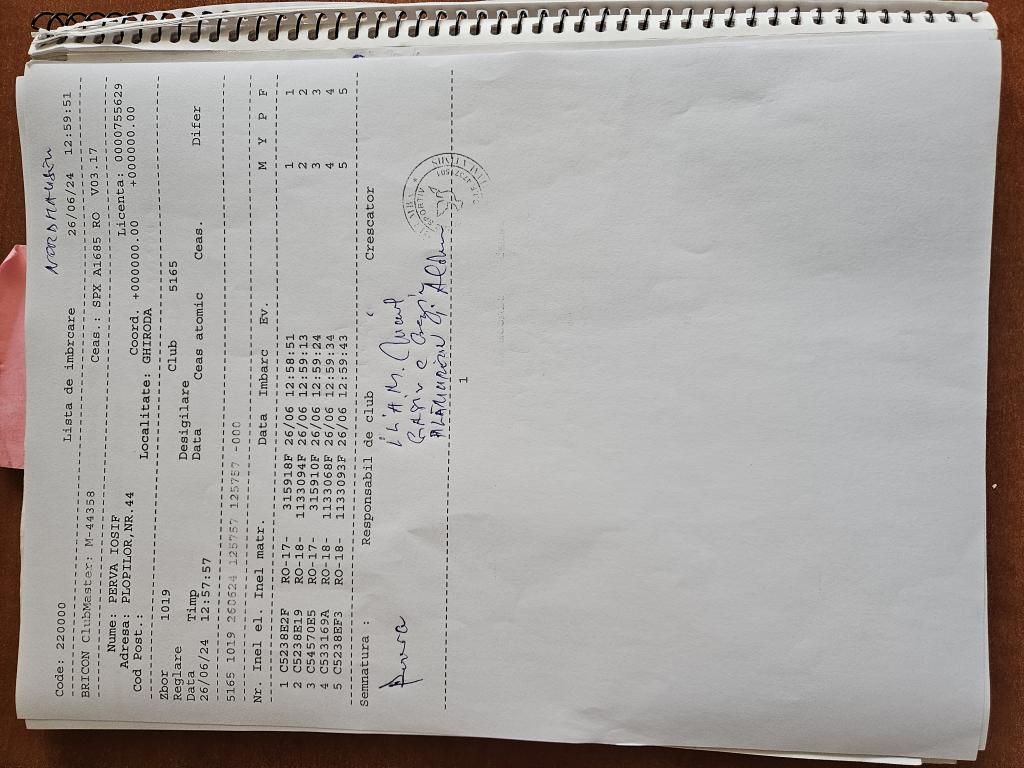 NORDHAUSEN
Code: 220000 Lista de imbrcare 26/06/24 12:59:51
BRICON ClubMaster: M-44358 Ceas.: SPX A1685 RO V03.17
Nume: PERVA IOSIF Licenta: 0000755629
Adresa: PLOPILOR,NR.44 Coord. +000000.00 +000000.00
Cod Post.: Localitate: GHIRODA
Zbor 1019 Club 5165
Reglare Desigilare
Data Timp Data Ceas atomic Ceas. Difer
26/06/24 12:57:57
5165 1019 260624 125757 125757 -000
Nr. Inel el. Inel matr. Data Imbarc Ev. M Y P F
1 C5238E2F RO-17- 315918F 26/06 12:58:51 1 1
2 C5238E19 RO-18- 1133094F 26/06 12:59:13 2 2
3 C54570E5 RO-17- 315910F 26/06 12:59:24 3 3
4 C533169A RO-18- 1133068F 26/06 12:59:34 4 4
5 C5238EF3 RO-18- 1133093F 26/06 12:59:43 5 5
Semnatura : Responsabil de club Crescator
Perva
1